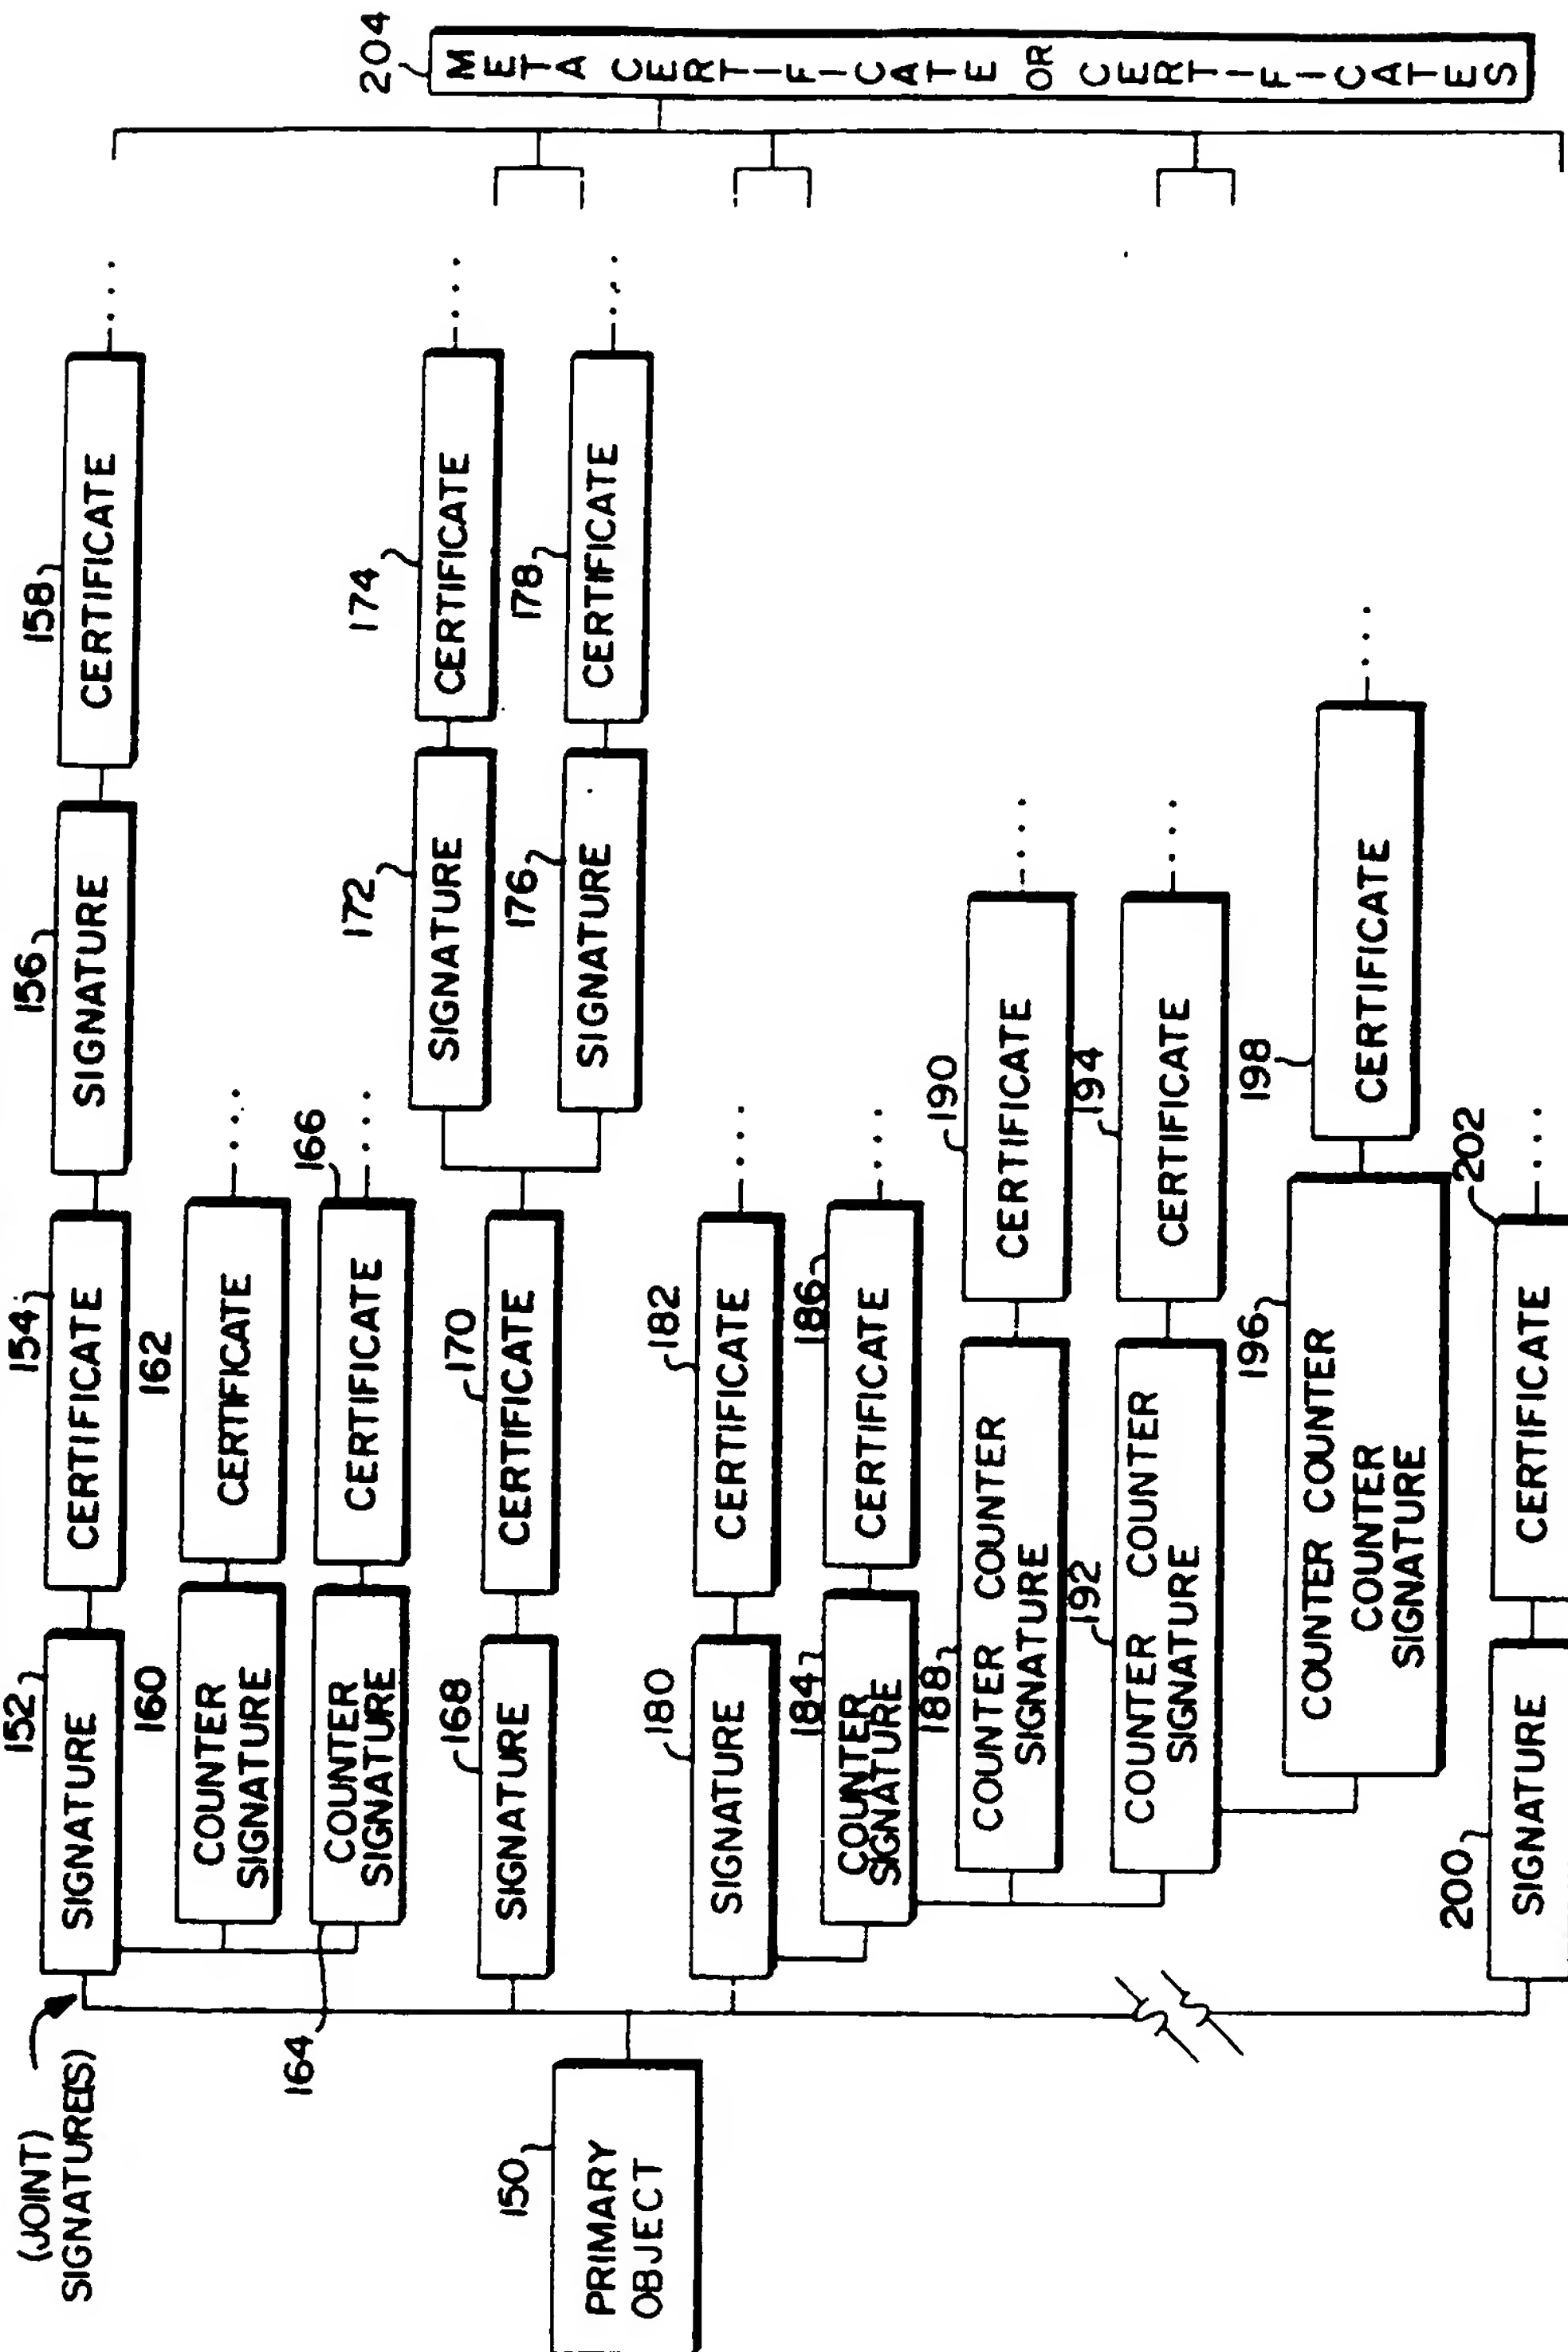 (JOINT)
SIGNATURE(S)
150
PRIMARY
OBJECT
152
SIGNATURE
154
CERTIFICATE
156
SIGNATURE
158
CERTIFICATE
....
160
COUNTER
SIGNATURE
162
CERTIFICATE
....
164
COUNTER
SIGNATURE
166
CERTIFICATE
....
168
SIGNATURE
170
CERTIFICATE
172
SIGNATURE
174
CERTIFICATE
....
176
SIGNATURE
178
CERTIFICATE
....
180
SIGNATURE
182
CERTIFICATE
....
184
COUNTER
SIGNATURE
186
CERTIFICATE
....
188
COUNTER COUNTER
SIGNATURE
190
CERTIFICATE
....
192
COUNTER COUNTER
SIGNATURE
194
CERTIFICATE
....
196
COUNTER COUNTER
COUNTER
SIGNATURE
198
CERTIFICATE
....
200
SIGNATURE
202
CERTIFICATE
....
204
META CERTIFICATE OR CERTIFICATES